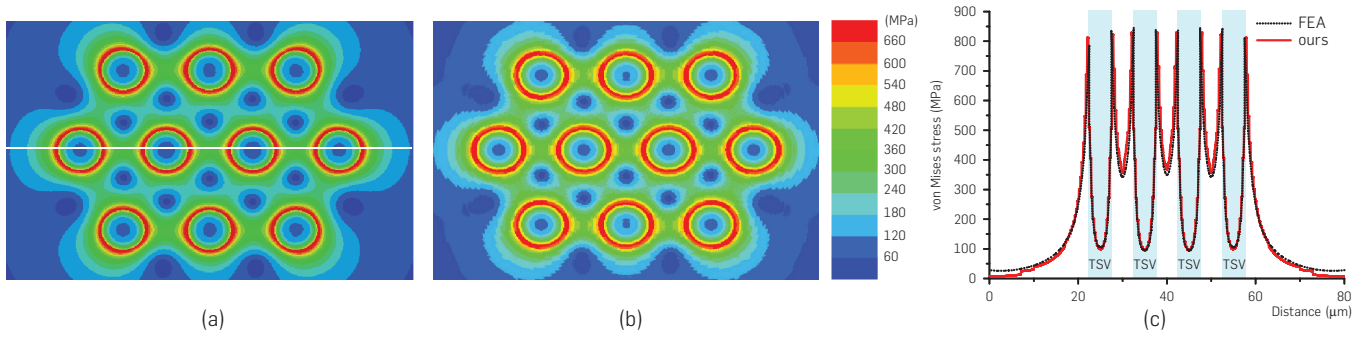 (MPa)
660
600
540
480
420
360
300
240
180
120
60
(a)
(b)
von Mises stress (MPa)
900
800
700
600
500
400
300
200
100
0
FEA
ours
TSV TSV TSV TSV
0 20 40 60 80
Distance (μm)
(c)